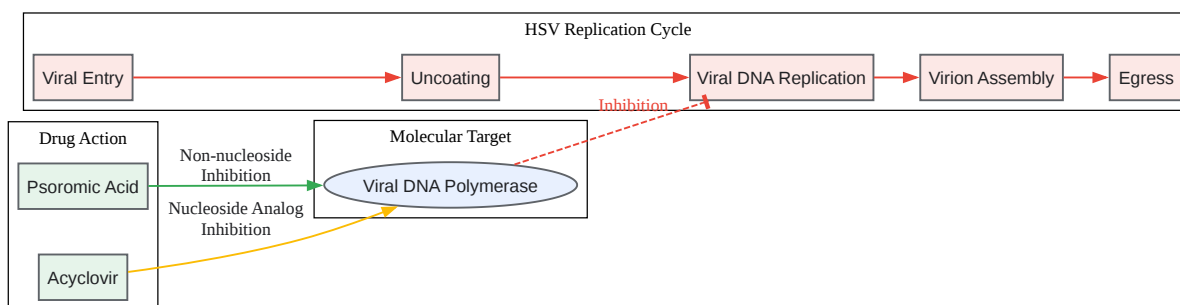 HSV Replication Cycle
Viral Entry
Uncoating
Viral DNA Replication
Virion Assembly
Egress
Inhibition
Drug Action
Molecular Target
Psoromic Acid
Non-nucleoside
Inhibition
Viral DNA Polymerase
Nucleoside Analog
Inhibition
Acyclovir